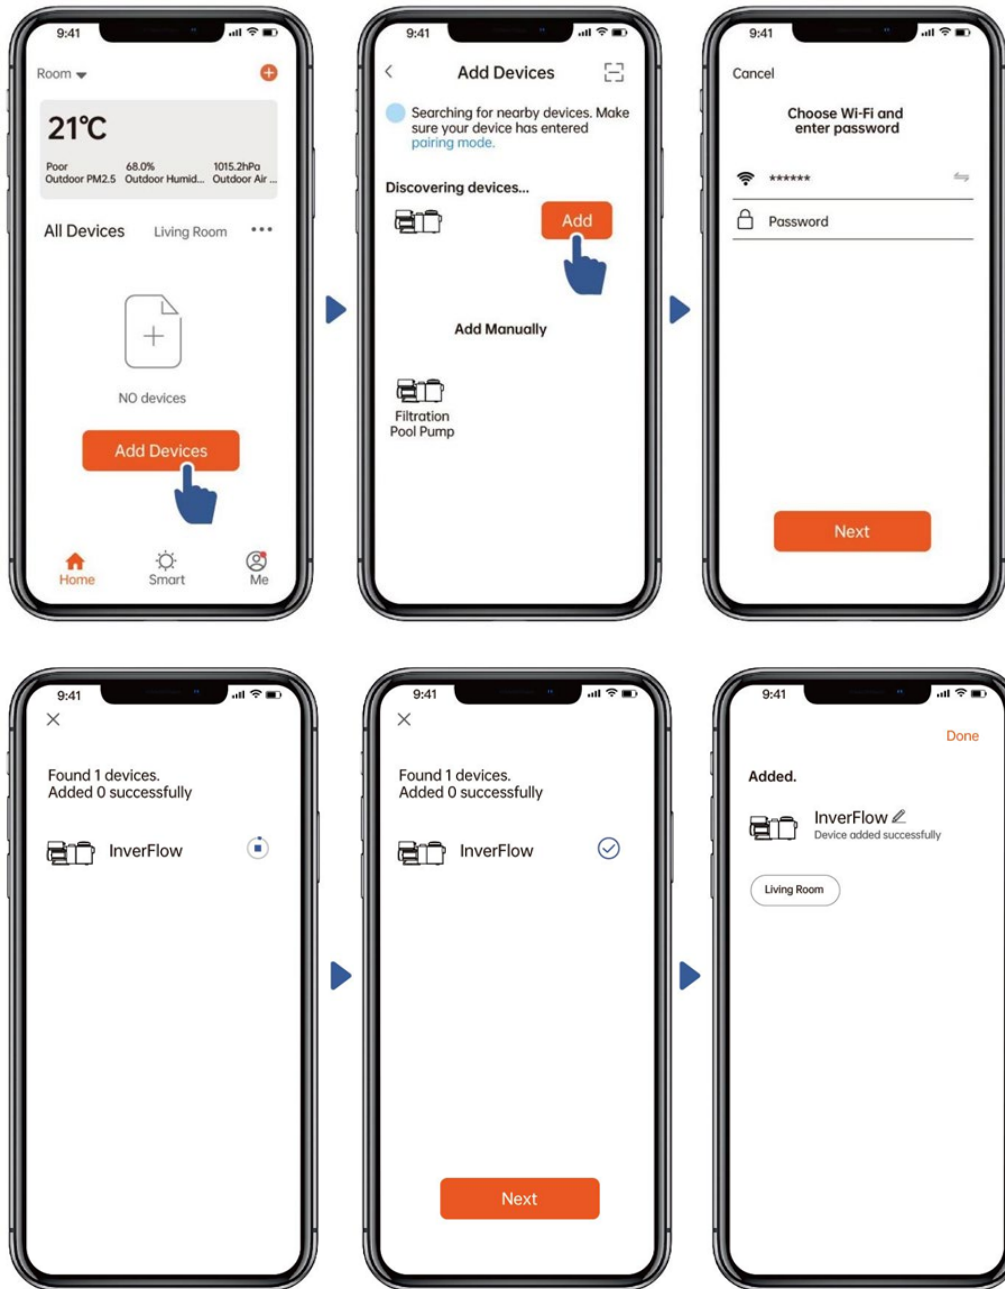 9:41
Room
21°C
Poor 68.0% 1015.2hPa
Outdoor PM2.5 Outdoor Humid... Outdoor Air ...
All Devices Living Room •••
NO devices
Add Devices
Home Smart Me
9:41
Add Devices
Searching for nearby devices. Make
sure your device has entered
pairing mode.
Discovering devices...
Add
Add Manually
Filtration
Pool Pump
9:41
Cancel
Choose Wi-Fi and
enter password
******
Password
Next
9:41
Found 1 devices.
Added 0 successfully
InverFlow
9:41
Found 1 devices.
Added 0 successfully
InverFlow
Next
9:41
Done
Added.
InverFlow
Device added successfully
Living Room